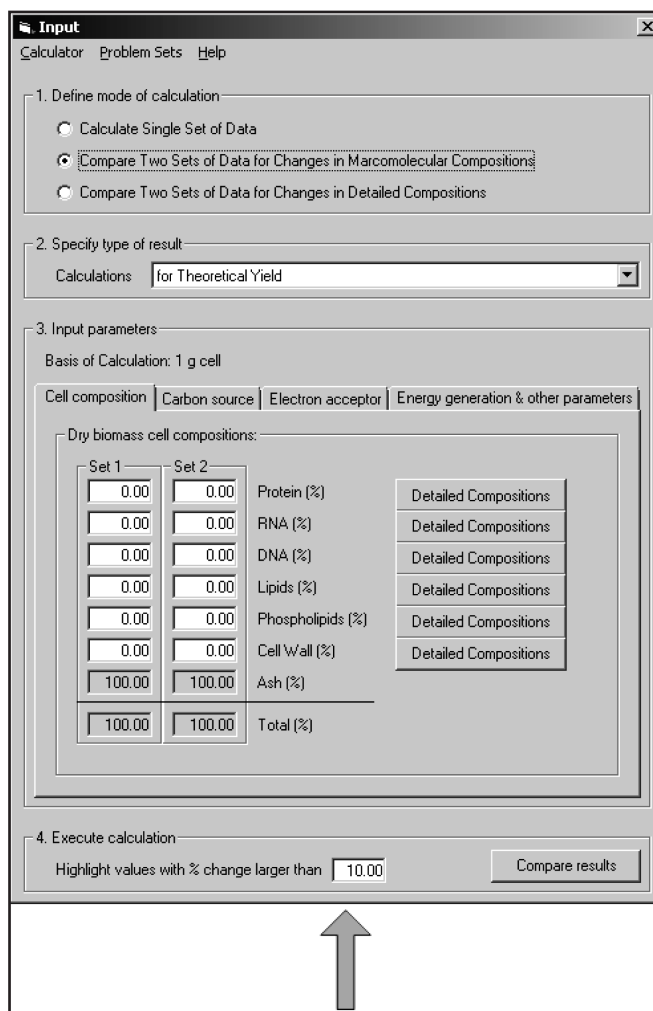 Input
Calculator Problem Sets Help
1. Define mode of calculation
Calculate Single Set of Data
Compare Two Sets of Data for Changes in Marcomolecular Compositions
Compare Two Sets of Data for Changes in Detailed Compositions
2. Specify type of result
Calculations for Theoretical Yield
3. Input parameters
Basis of Calculation: 1 g cell
Cell composition Carbon source Electron acceptor Energy generation & other parameters
Dry biomass cell compositions:
Set 1 Set 2
0.00 0.00 Protein (%) Detailed Compositions
0.00 0.00 RNA (%) Detailed Compositions
0.00 0.00 DNA (%) Detailed Compositions
0.00 0.00 Lipids (%) Detailed Compositions
0.00 0.00 Phospholipids (%) Detailed Compositions
0.00 0.00 Cell Wall (%) Detailed Compositions
100.00 100.00 Ash (%)
100.00 100.00 Total (%)
4. Execute calculation
Highlight values with % change larger than 10.00 Compare results